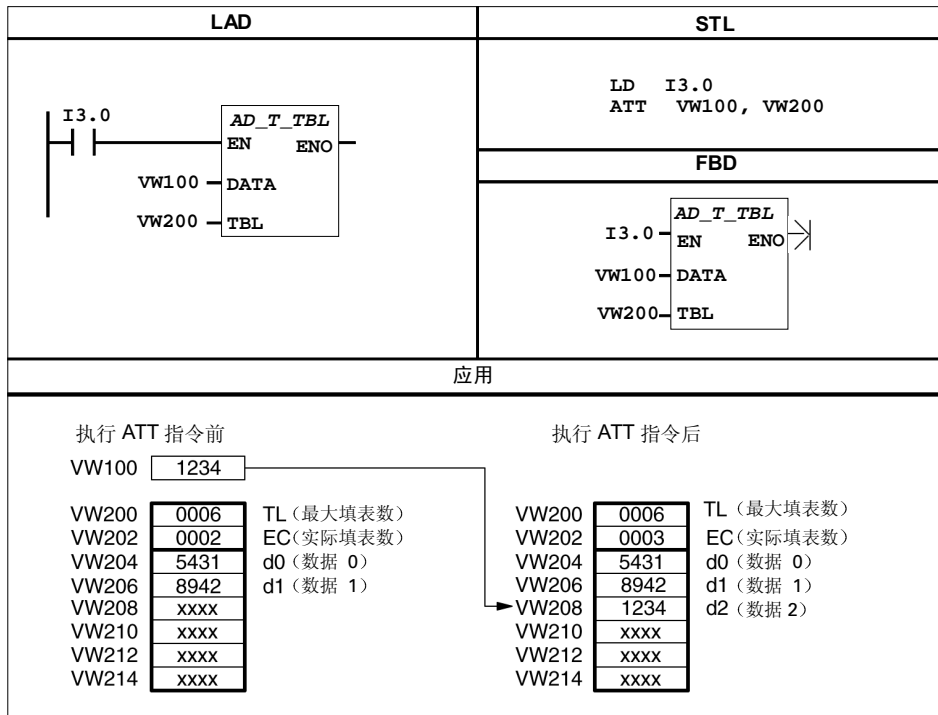 LAD
I3.0
AD_T_TBL
EN ENO
VW100 DATA
VW200 TBL
STL
LD I3.0
ATT VW100, VW200
FBD
AD_T_TBL
I3.0 EN ENO
VW100 DATA
VW200 TBL
应用
执行 ATT 指令前
VW100 1234
VW200 0006 TL（最大填表数）
VW202 0002 EC（实际填表数）
VW204 5431 d0（数据 0）
VW206 8942 d1（数据 1）
VW208 xxxx
VW210 xxxx
VW212 xxxx
VW214 xxxx
执行 ATT 指令后
VW200 0006 TL（最大填表数）
VW202 0003 EC（实际填表数）
VW204 5431 d0（数据 0）
VW206 8942 d1（数据 1）
VW208 1234 d2（数据 2）
VW210 xxxx
VW212 xxxx
VW214 xxxx